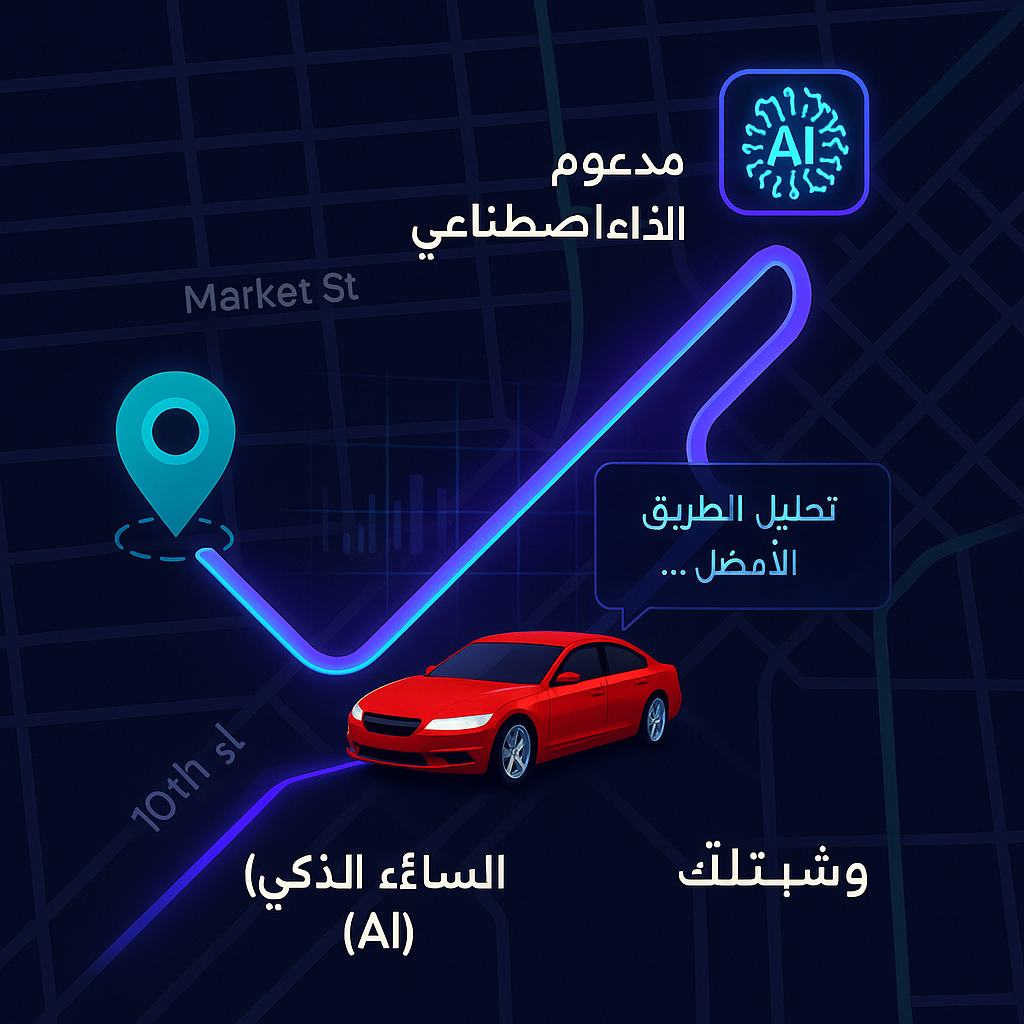 AI
مدعوم
الذاءاصطناعي
Market St
تحليل الطريق
الأمضل ...
10th sl
السائء الذكي)
(AI)
وشبتلك